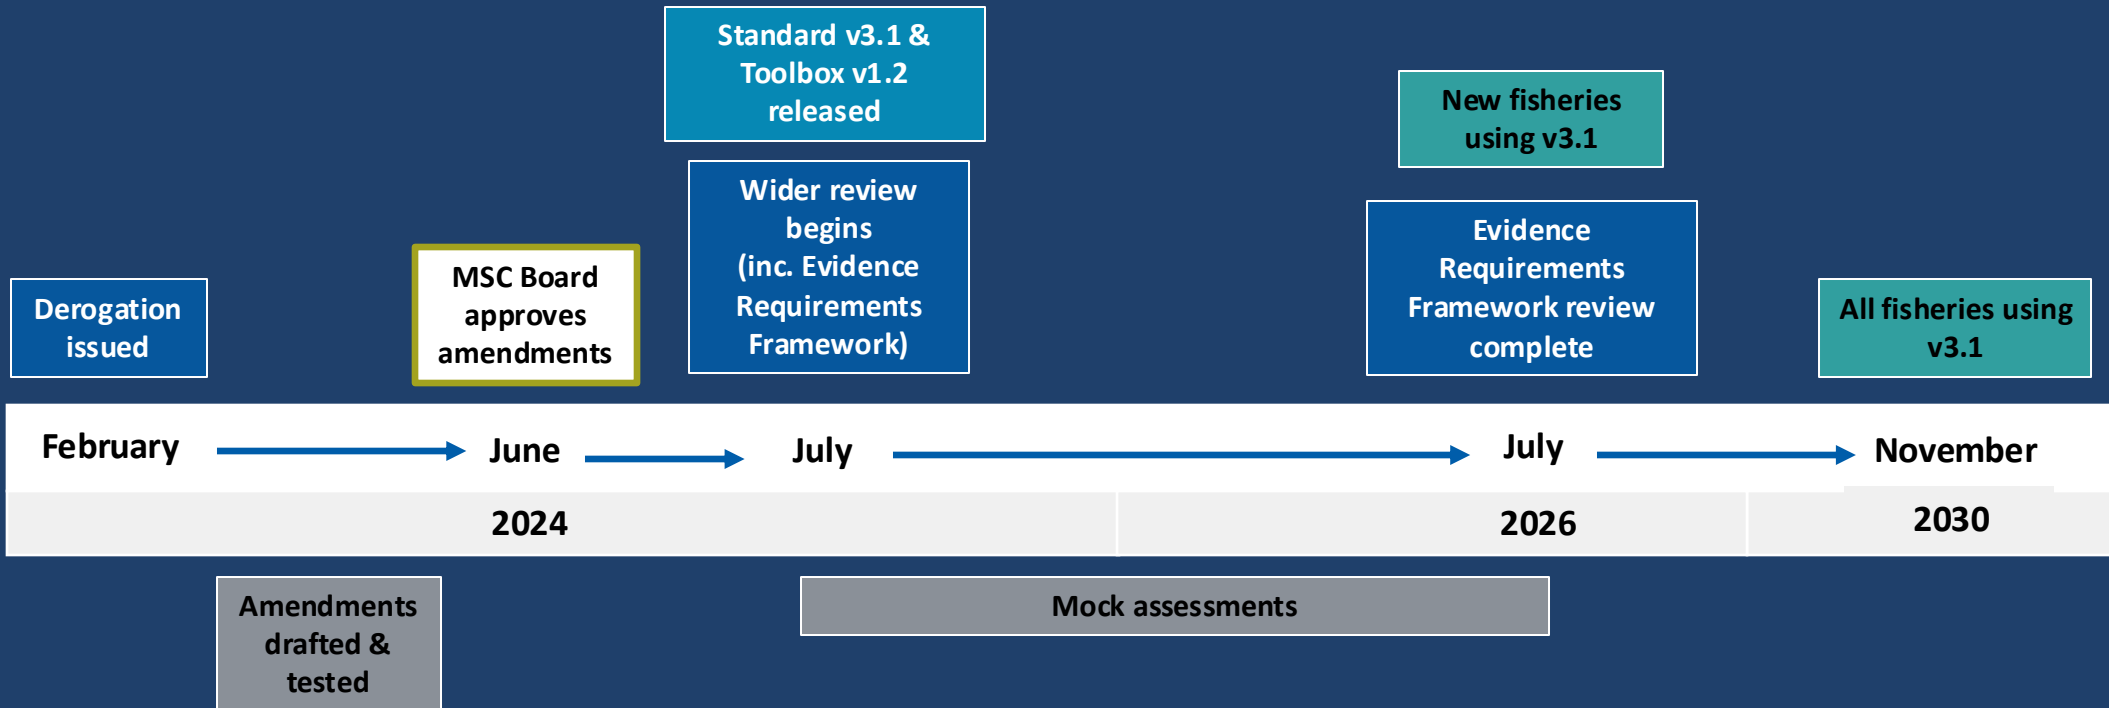 Standard v3.1 &
Toolbox v1.2
released
New fisheries
using v3.1
Wider review
begins
(inc. Evidence
Requirements
Framework)
Evidence
Requirements
Framework review
complete
MSC Board
approves
amendments
Derogation
issued
All fisheries using
v3.1
February
June
July
July
November
2024
2026
2030
Amendments
drafted &
tested
Mock assessments